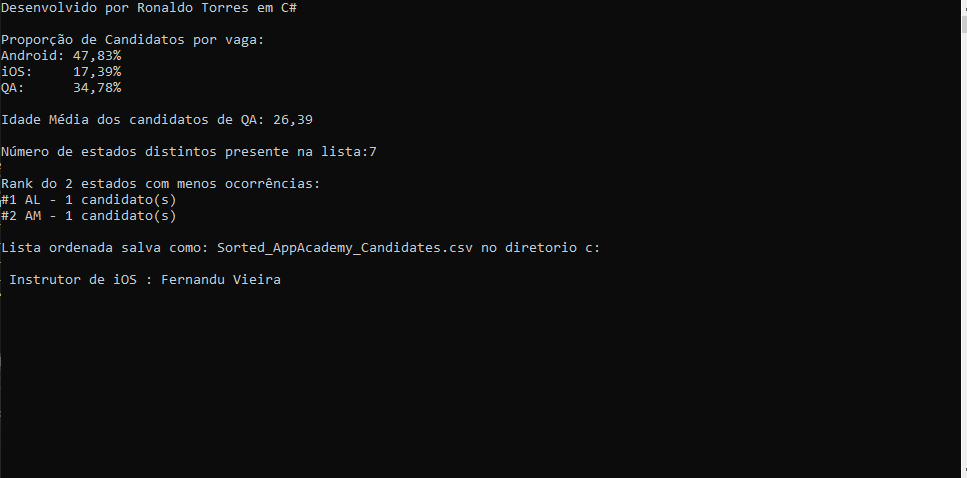 Desenvolvido por Ronaldo Torres em C#
Proporção de Candidatos por vaga:
Android: 47,83%
iOS:     17,39%
QA:      34,78%
Idade Média dos candidatos de QA: 26,39
Número de estados distintos presente na lista:7
Rank do 2 estados com menos ocorrências:
#1 AL - 1 candidato(s)
#2 AM - 1 candidato(s)
Lista ordenada salva como: Sorted_AppAcademy_Candidates.csv no diretorio c:
Instrutor de iOS : Fernandu Vieira